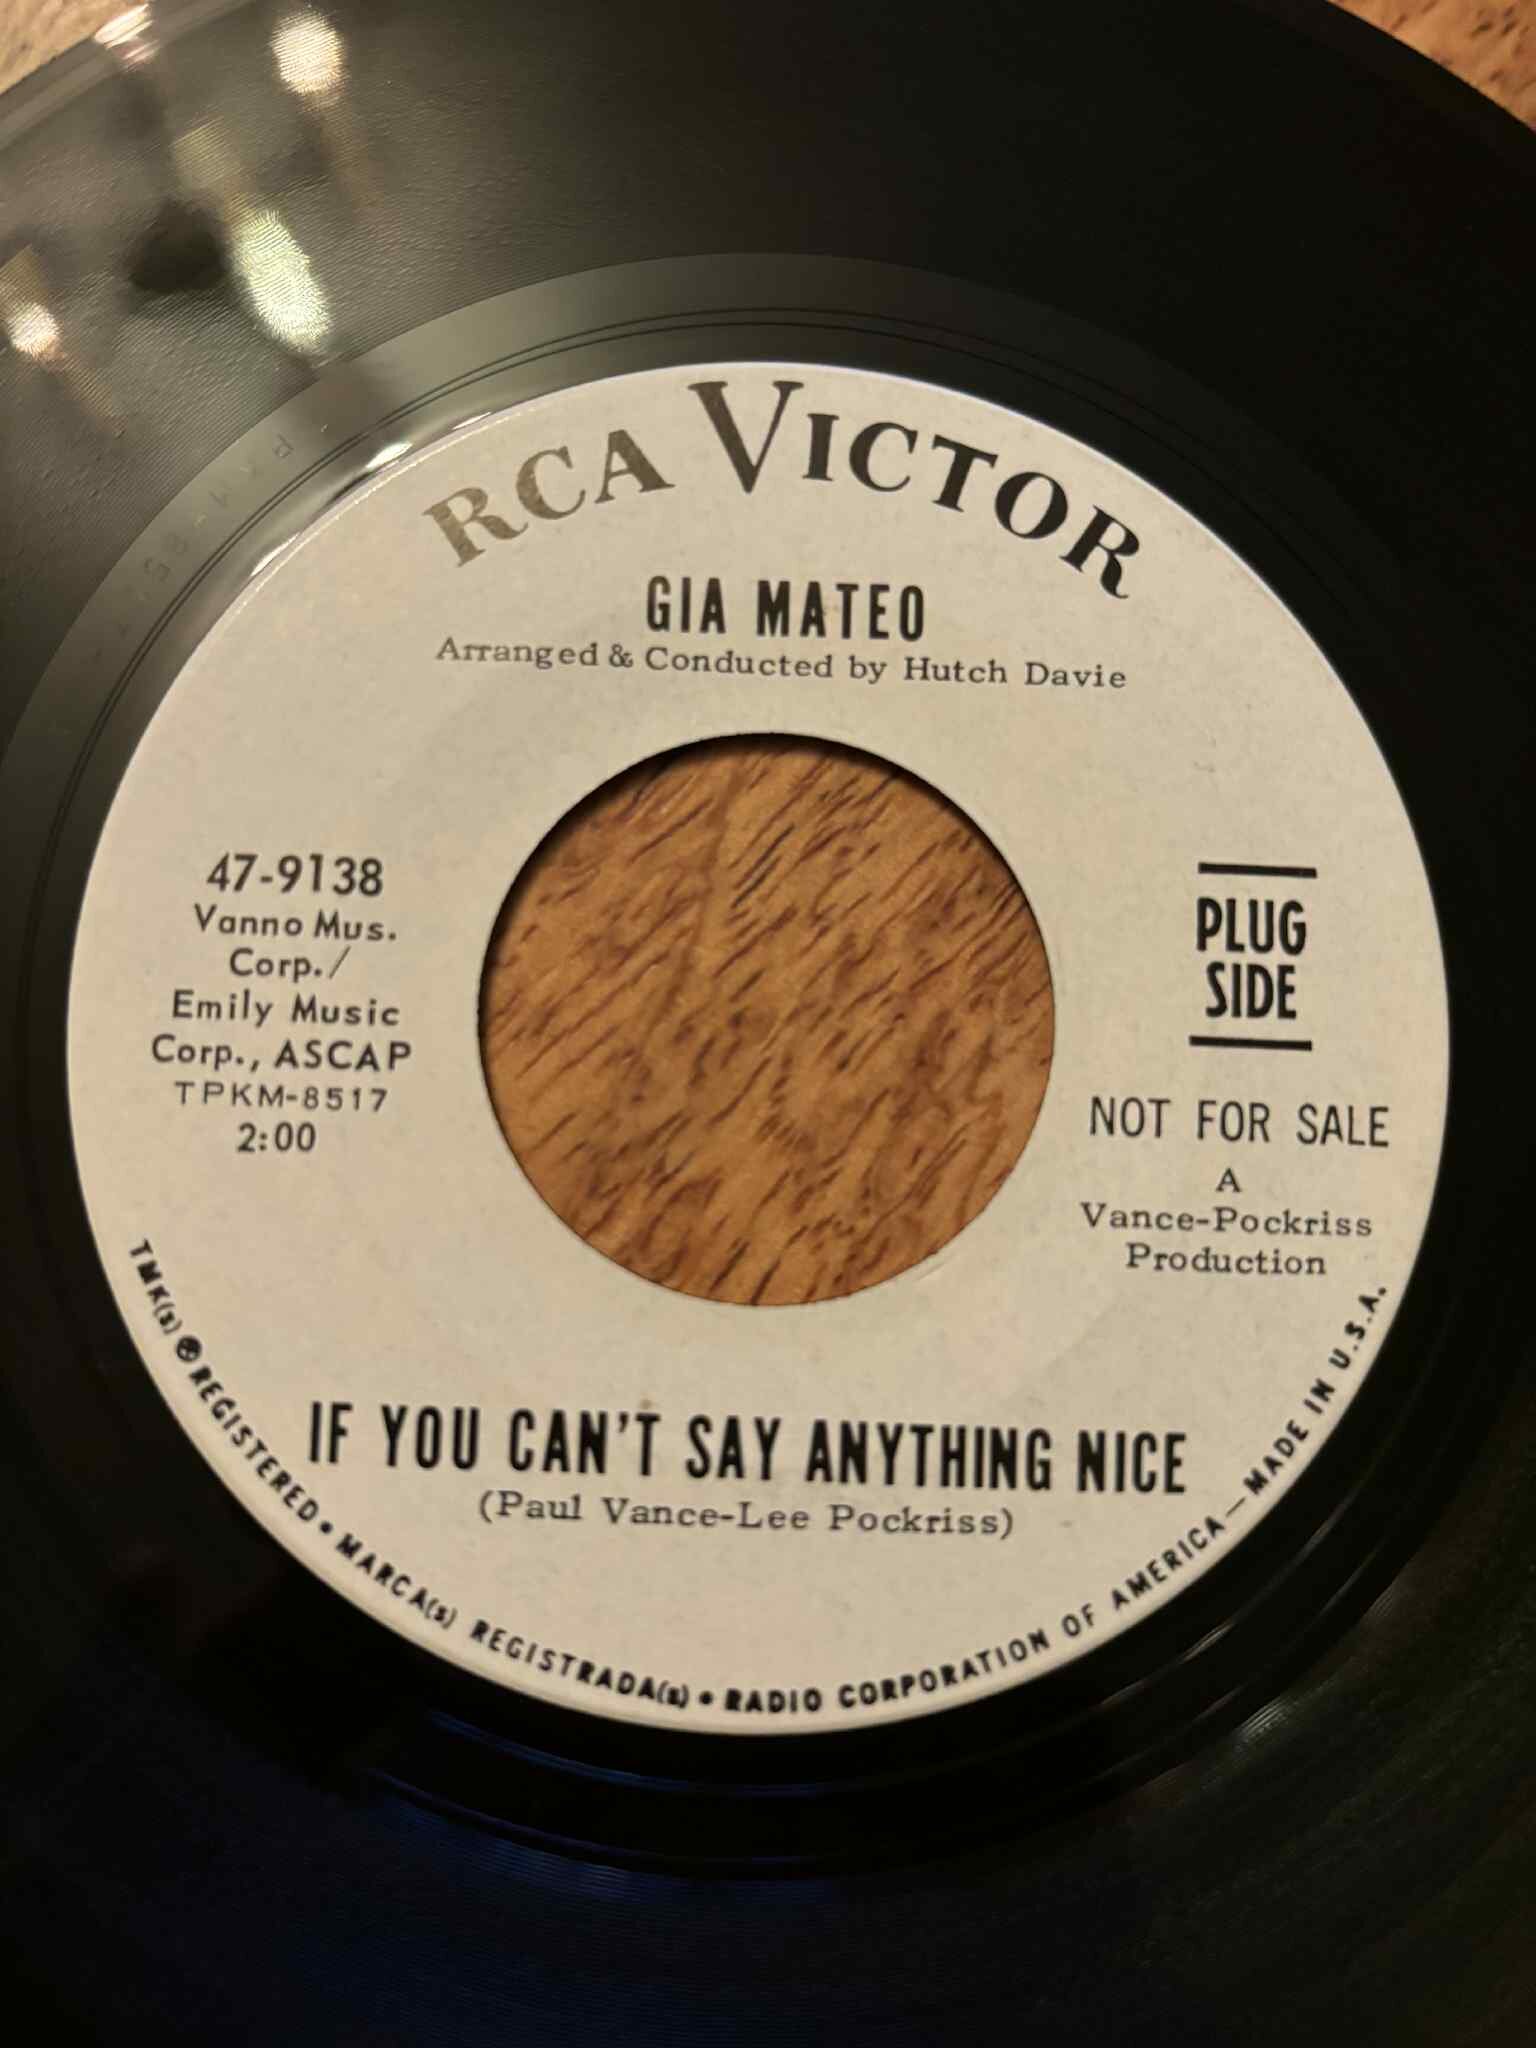 RCA VICTOR
GIA MATEO
Arranged & Conducted by Hutch Davie
47-9138
Vanno Mus.
Corp./
Emily Music
Corp., ASCAP
TPKM-8517
2:00
PLUG
SIDE
NOT FOR SALE
A
Vance-Pockriss
Production
IF YOU CAN'T SAY ANYTHING NICE
(Paul Vance-Lee Pockriss)
TMK(s) ® REGISTERED • MARCA(s) REGISTRADA(s) • RADIO CORPORATION OF AMERICA—MADE IN U.S.A.